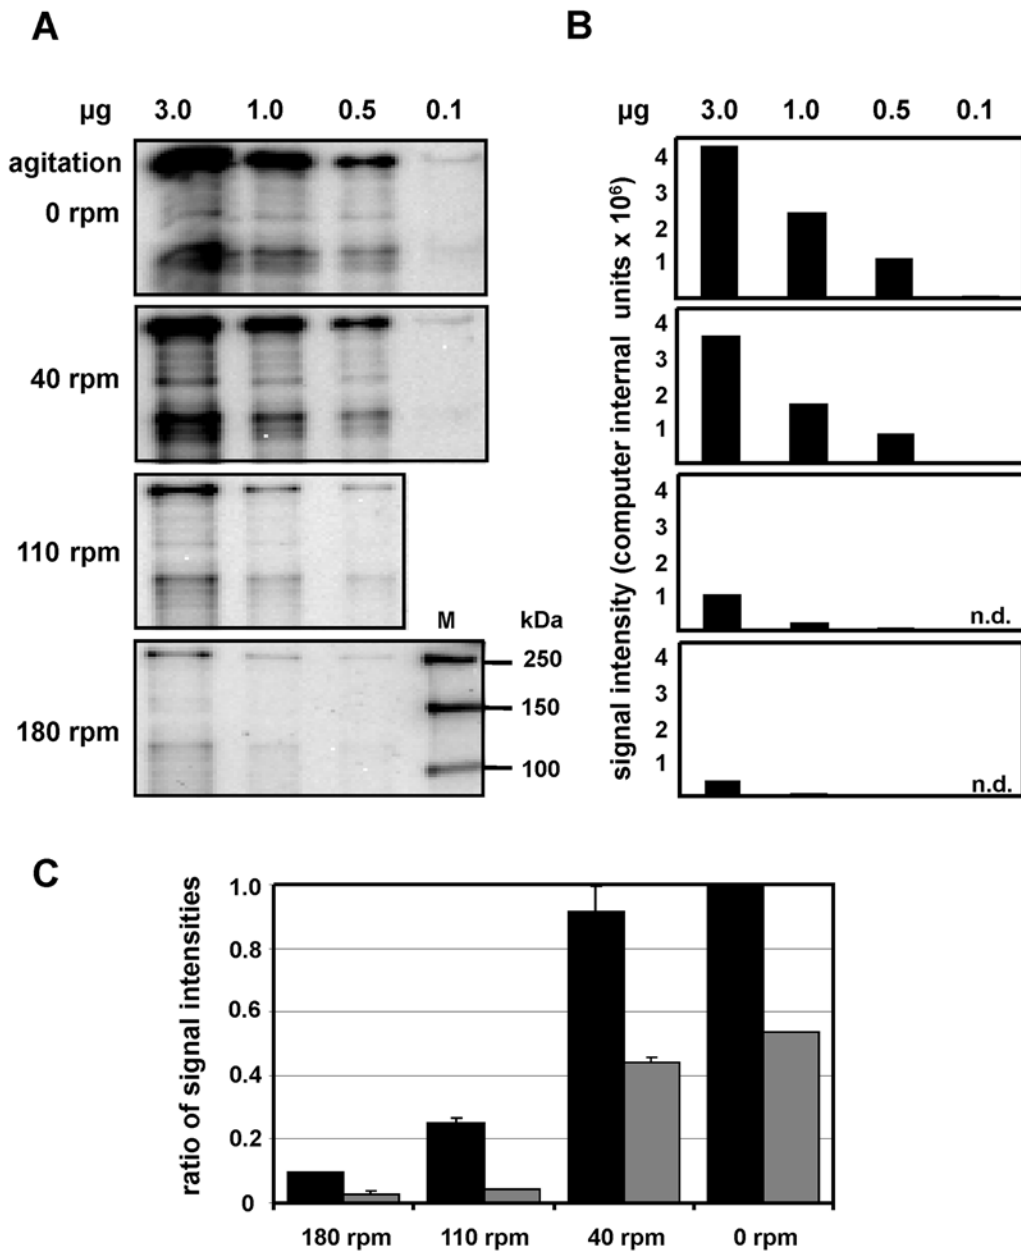 A
B
µg 3.0 1.0 0.5 0.1
µg 3.0 1.0 0.5 0.1
agitation
0 rpm
40 rpm
110 rpm
180 rpm
M kDa
250
150
100
signal intensity (computer internal units x 10⁶)
4
3
2
1
4
3
2
1
4
3
2
1
n.d.
4
3
2
1
n.d.
C
ratio of signal intensities
1.0
0.8
0.6
0.4
0.2
0
180 rpm 110 rpm 40 rpm 0 rpm